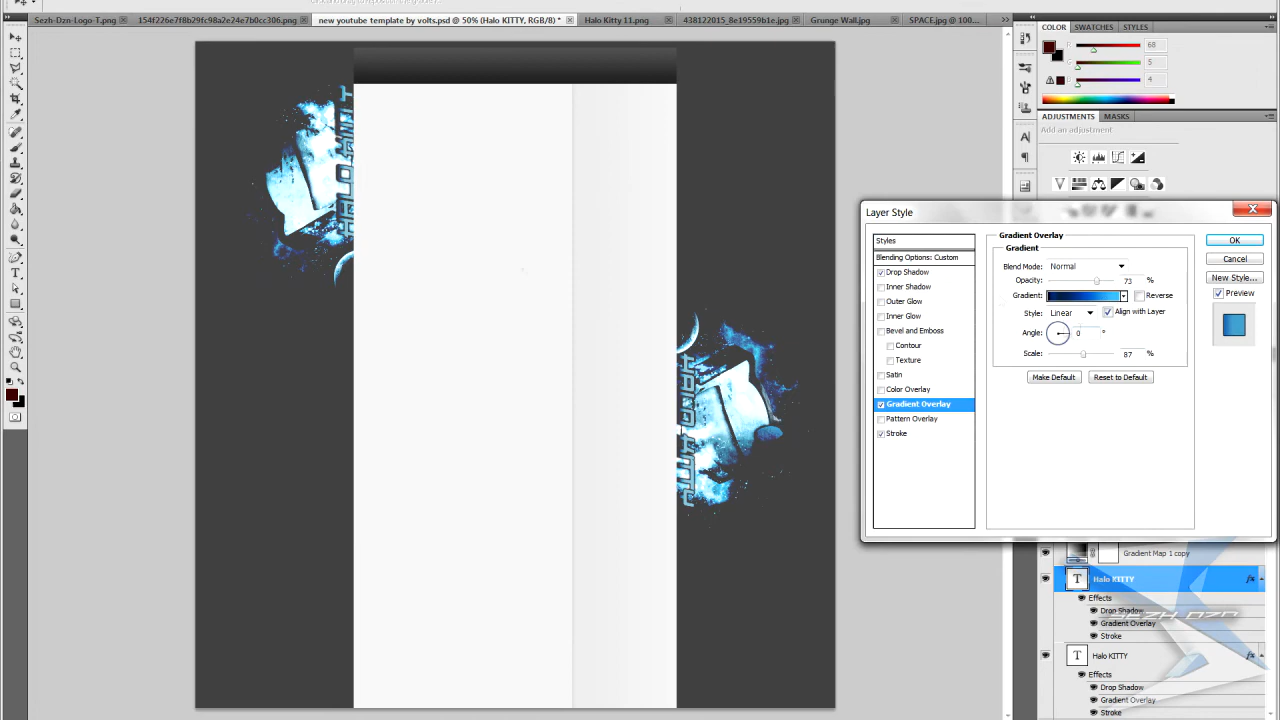 Sezh-Dzn-Logo-T.png
154f226e7f8b29fc98a2e24e7b0cc306.png
new youtube template by volts.psd @ 50% (Halo KITTY, RGB/8) *
Halo Kitty 11.png
438122015_8e19559b1e.jpg
Grunge Wall.jpg
SPACE.jpg @ 100...
COLOR SWATCHES STYLES
R 68
G 5
B 4
ADJUSTMENTS MASKS
Add an adjustment
Layer Style
Styles
Blending Options: Custom
Drop Shadow
Inner Shadow
Outer Glow
Inner Glow
Bevel and Emboss
Contour
Texture
Satin
Color Overlay
Gradient Overlay
Pattern Overlay
Stroke
Gradient Overlay
Gradient
Blend Mode: Normal
Opacity: 73 %
Gradient: Reverse
Style: Linear Align with Layer
Angle: 0 °
Scale: 87 %
Make Default Reset to Default
OK
Cancel
New Style...
Preview
Gradient Map 1 copy
T Halo KITTY fx
Effects
Drop Shadow
Gradient Overlay
Stroke
SEZH DZN
T Halo KITTY fx
Effects
Drop Shadow
Gradient Overlay
Stroke